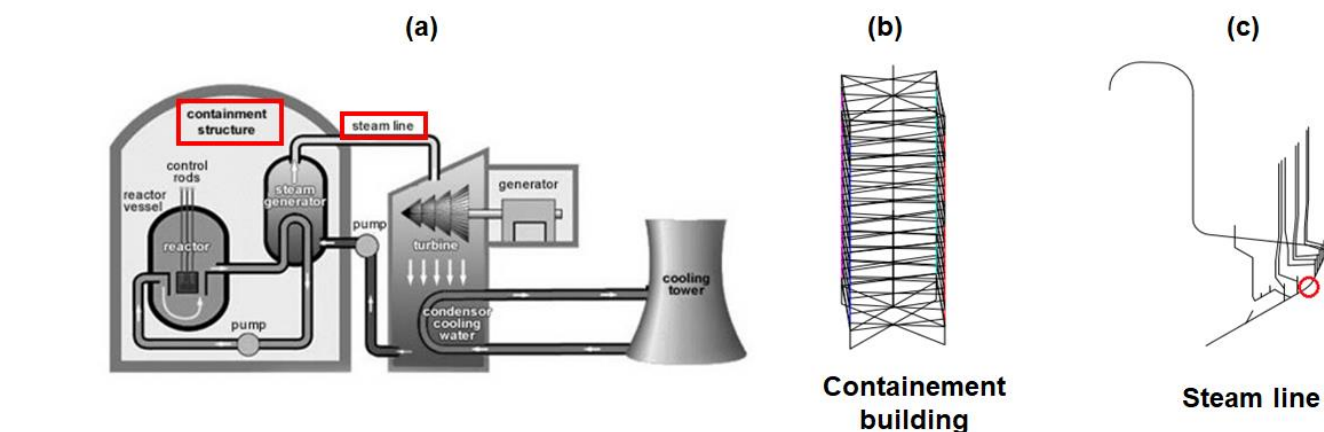 (a)
(b)
(c)
containment
structure
steam line
control
rods
reactor
vessel
steam
generator
generator
pump
reactor
turbine
cooling
tower
condensor
cooling
water
pump
Containement
building
Steam line